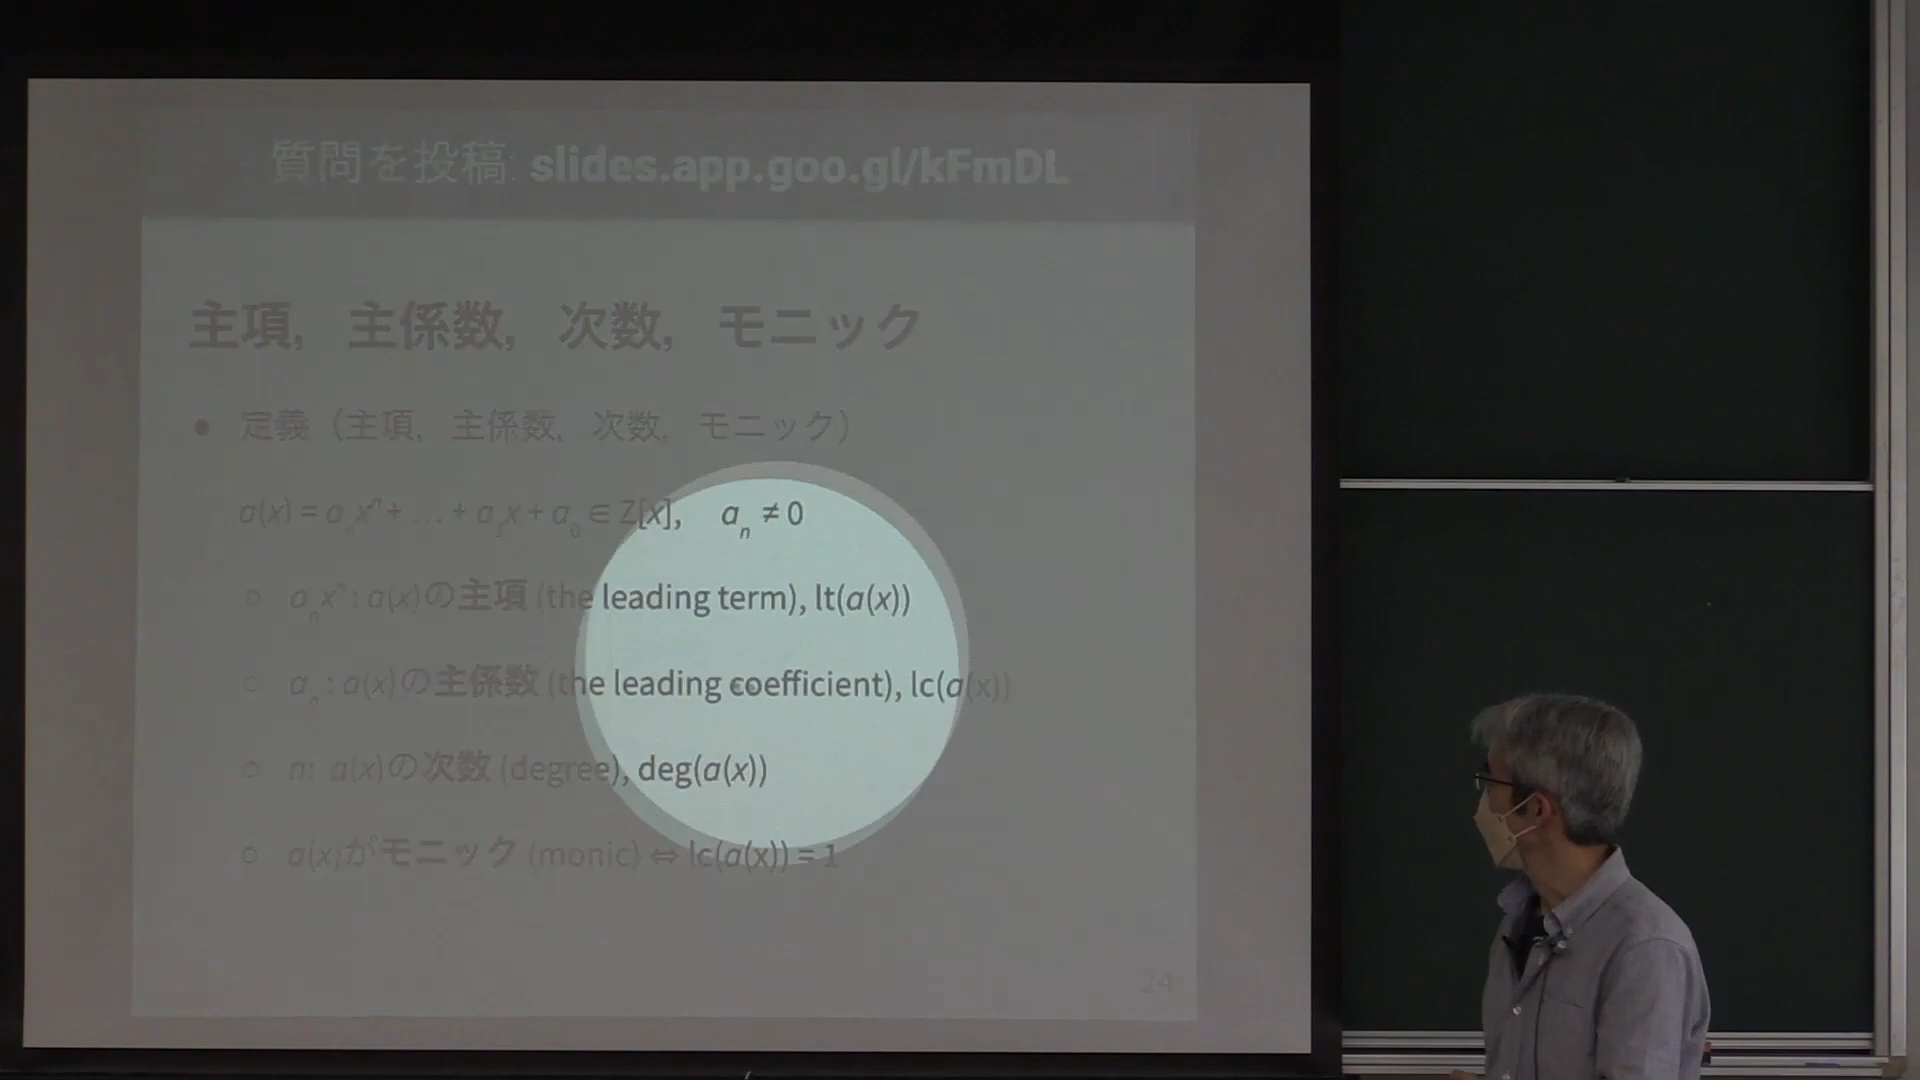 質問を投稿: slides.app.goo.gl/kFmDL
主項, 主係数, 次数, モニック
● 定義（主項, 主係数, 次数, モニック）
a(x) = aₙxⁿ + … + a₁x + a₀ ∈ Z[x], aₙ ≠ 0
○ aₙxⁿ : a(x)の主項 (the leading term), lt(a(x))
○ aₙ : a(x)の主係数 (the leading coefficient), lc(a(x))
○ n: a(x)の次数 (degree), deg(a(x))
○ a(x)がモニック (monic) ⇔ lc(a(x)) = 1
24